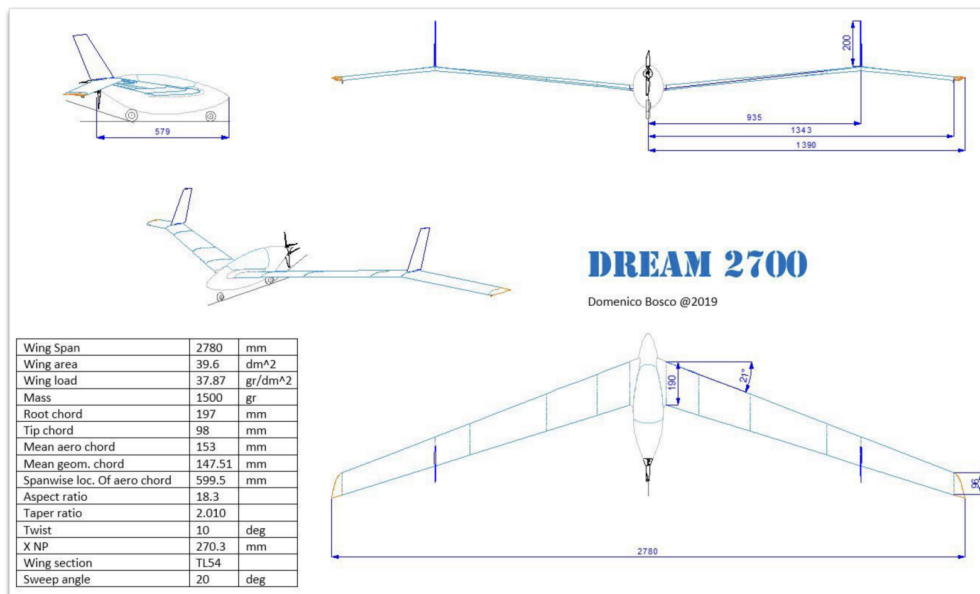 200
579
935
1343
1390
DREAM 2700
Domenico Bosco @2019
Wing Span 2780 mm
Wing area 39.6 dm^2
Wing load 37.87 gr/dm^2
Mass 1500 gr
Root chord 197 mm
Tip chord 98 mm
Mean aero chord 153 mm
Mean geom. chord 147.51 mm
Spanwise loc. Of aero chord 599.5 mm
Aspect ratio 18.3
Taper ratio 2.010
Twist 10 deg
X NP 270.3 mm
Wing section TL54
Sweep angle 20 deg
190
21°
96
2780